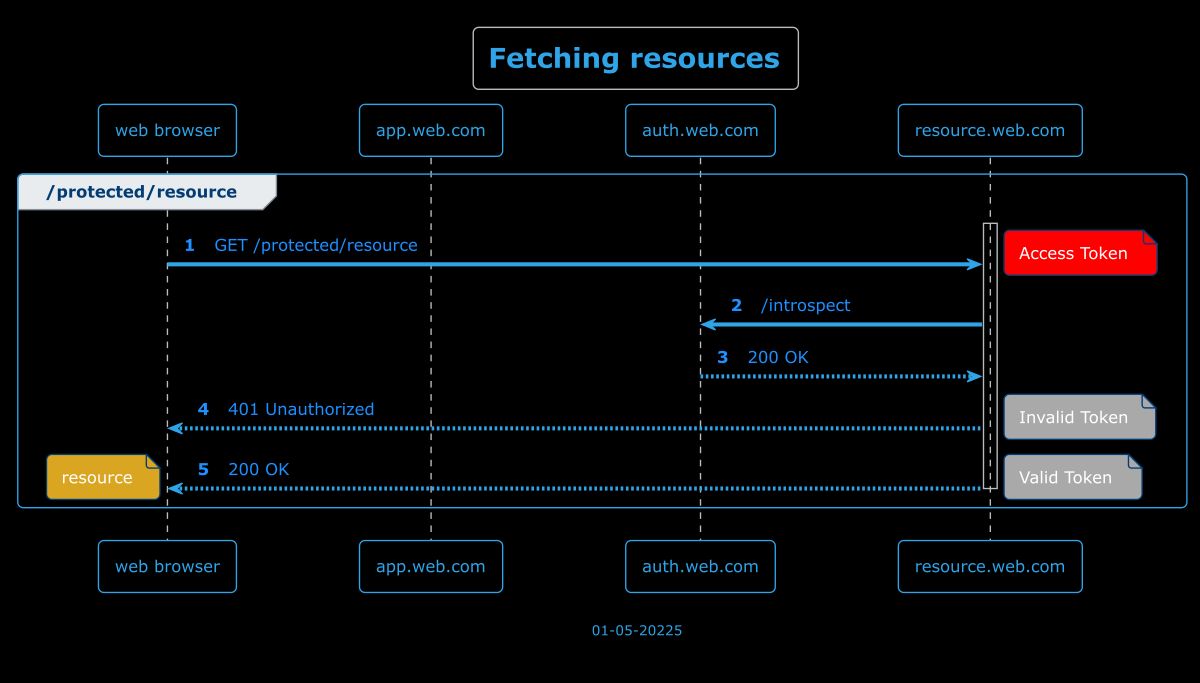 Fetching resources
web browser
app.web.com
auth.web.com
resource.web.com
/protected/resource
1 GET /protected/resource
Access Token
2 /introspect
3 200 OK
4 401 Unauthorized
Invalid Token
resource
5 200 OK
Valid Token
web browser
app.web.com
auth.web.com
resource.web.com
01-05-20225